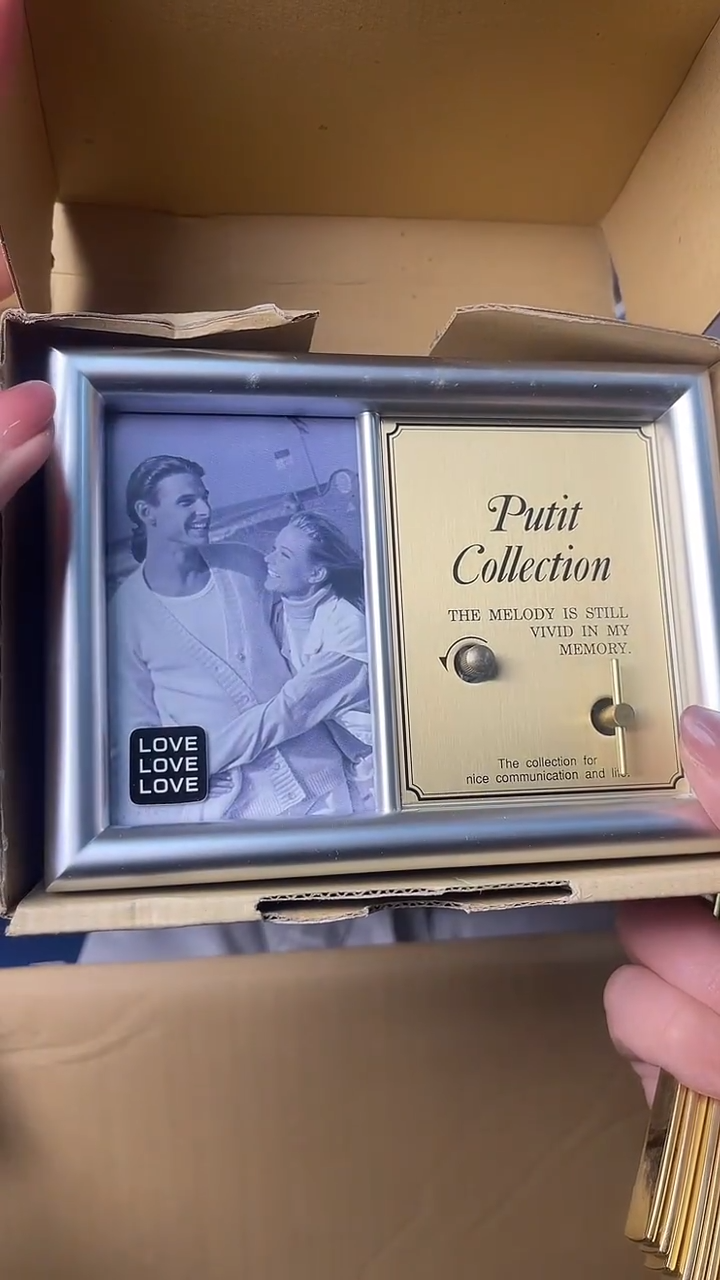 LOVE
LOVE
LOVE
Putit
Collection
THE MELODY IS STILL
VIVID IN MY
MEMORY.
The collection for
nice communication and